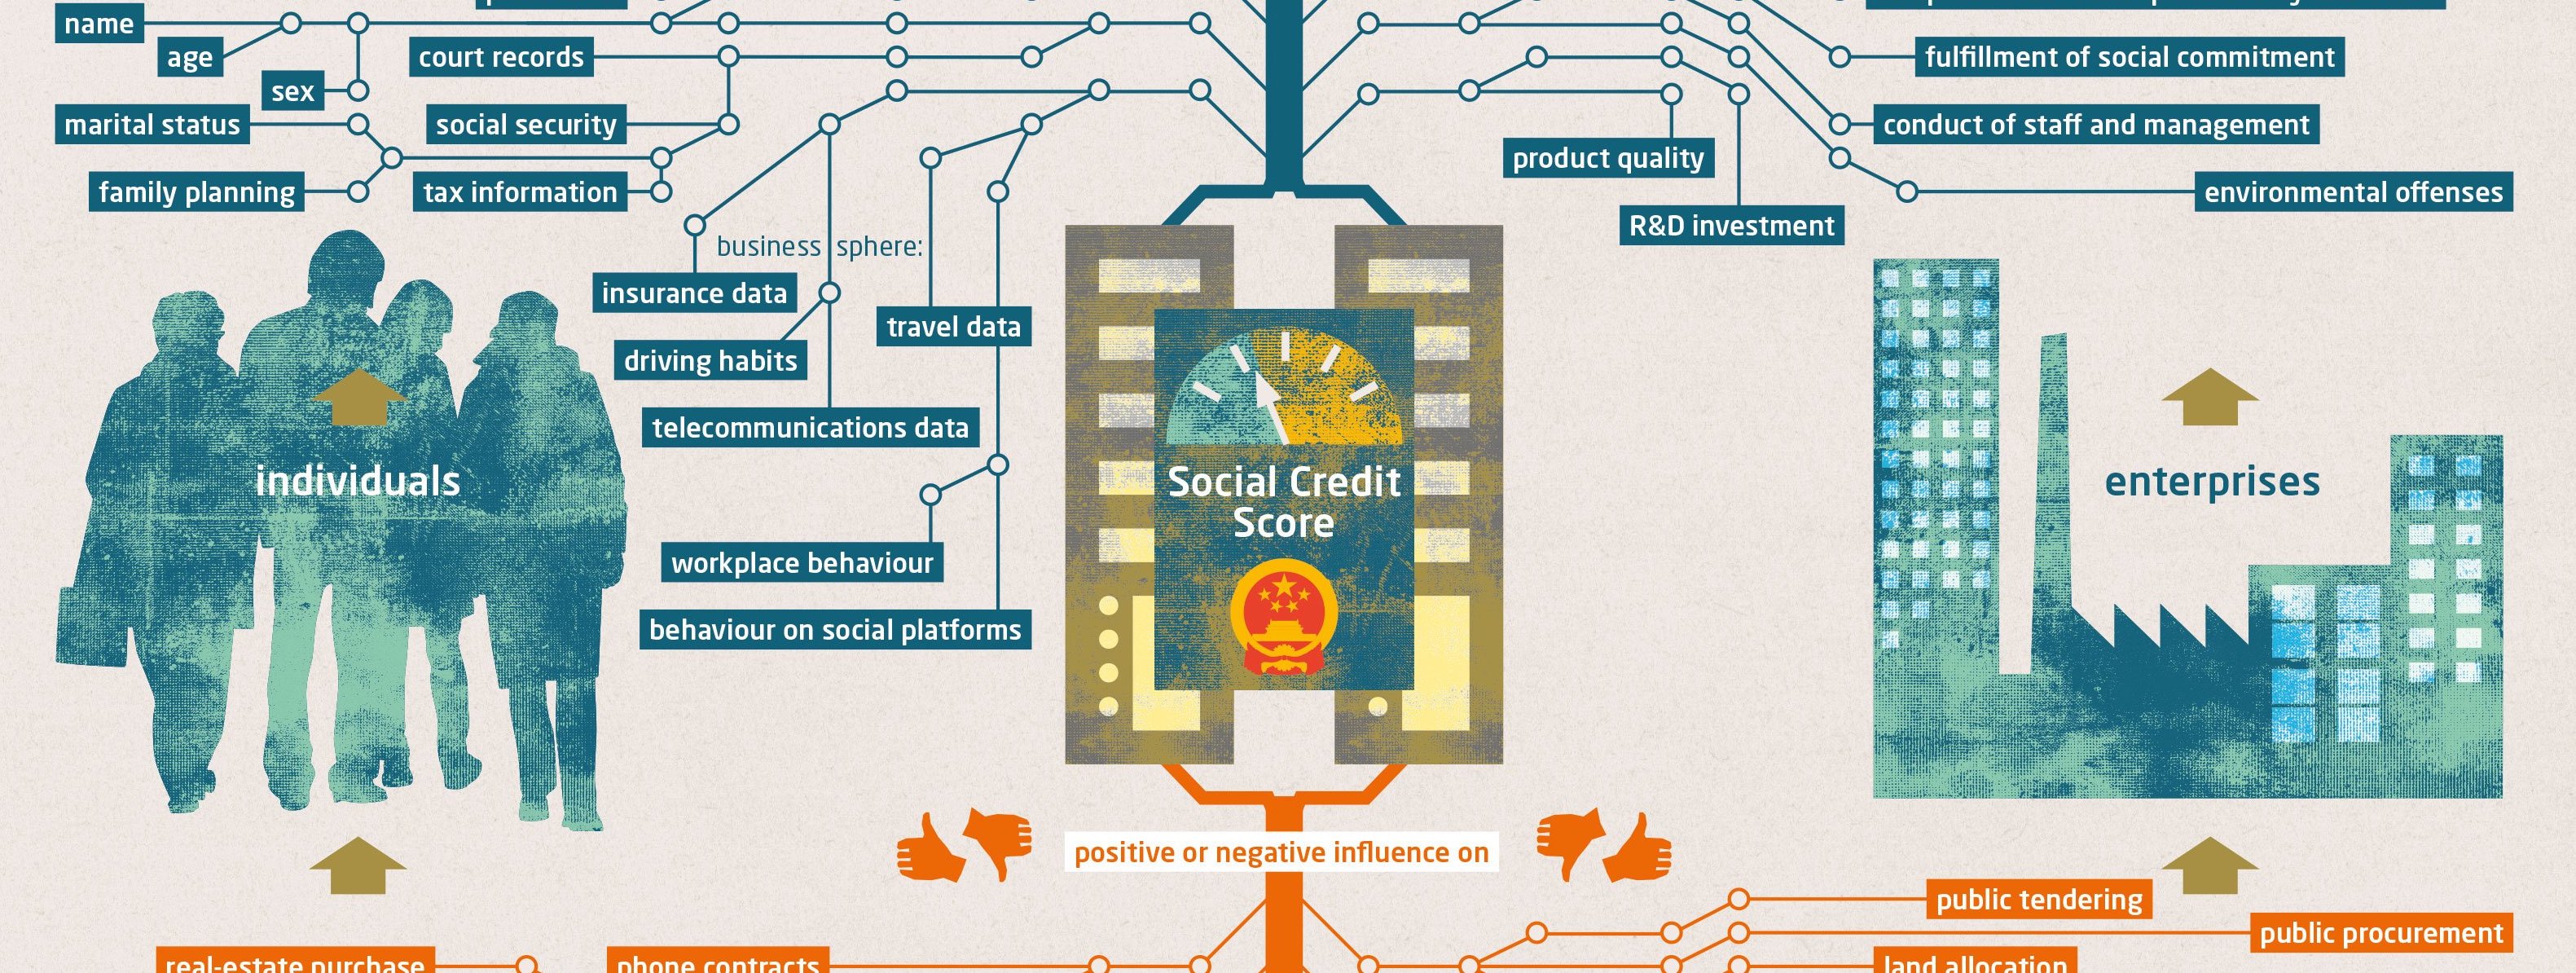 name
age
sex
marital status
family planning
court records
social security
tax information
business sphere:
insurance data
driving habits
travel data
telecommunications data
workplace behaviour
behaviour on social platforms
individuals
Social Credit
Score
fulfillment of social commitment
conduct of staff and management
product quality
environmental offenses
R&D investment
enterprises
positive or negative influence on
public tendering
public procurement
real-estate purchase
phone contracts
land allocation